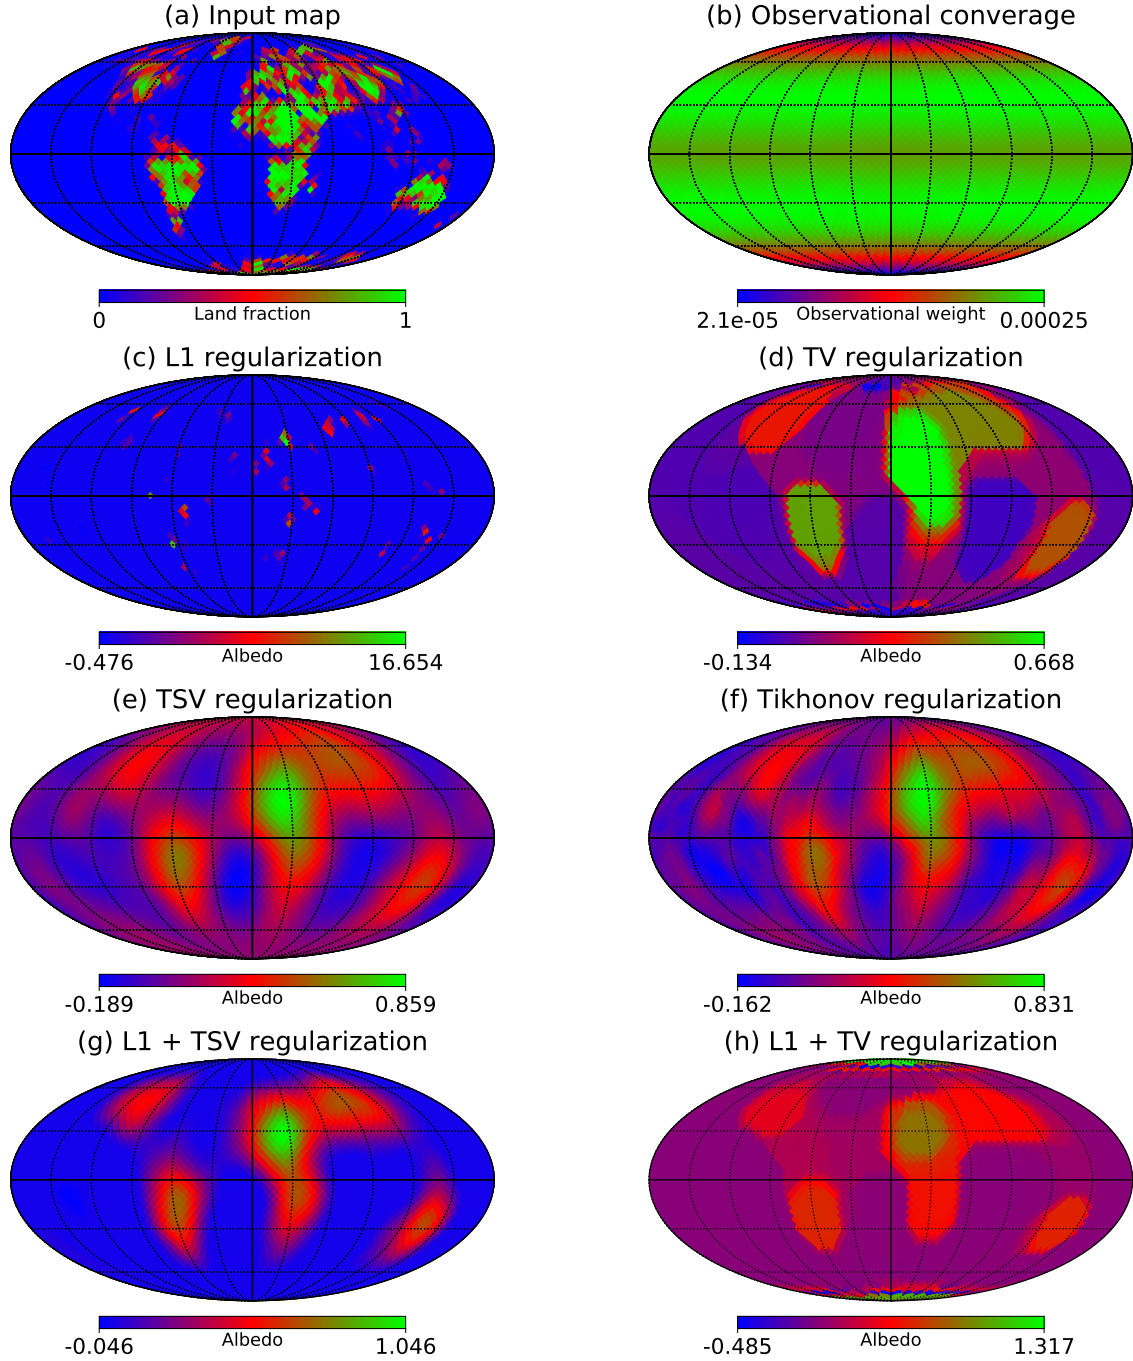 (a) Input map
(b) Observational converage
0
Land fraction
1
2.1e-05
Observational weight
0.00025
(c) L1 regularization
(d) TV regularization
-0.476
Albedo
16.654
-0.134
Albedo
0.668
(e) TSV regularization
(f) Tikhonov regularization
-0.189
Albedo
0.859
-0.162
Albedo
0.831
(g) L1 + TSV regularization
(h) L1 + TV regularization
-0.046
Albedo
1.046
-0.485
Albedo
1.317